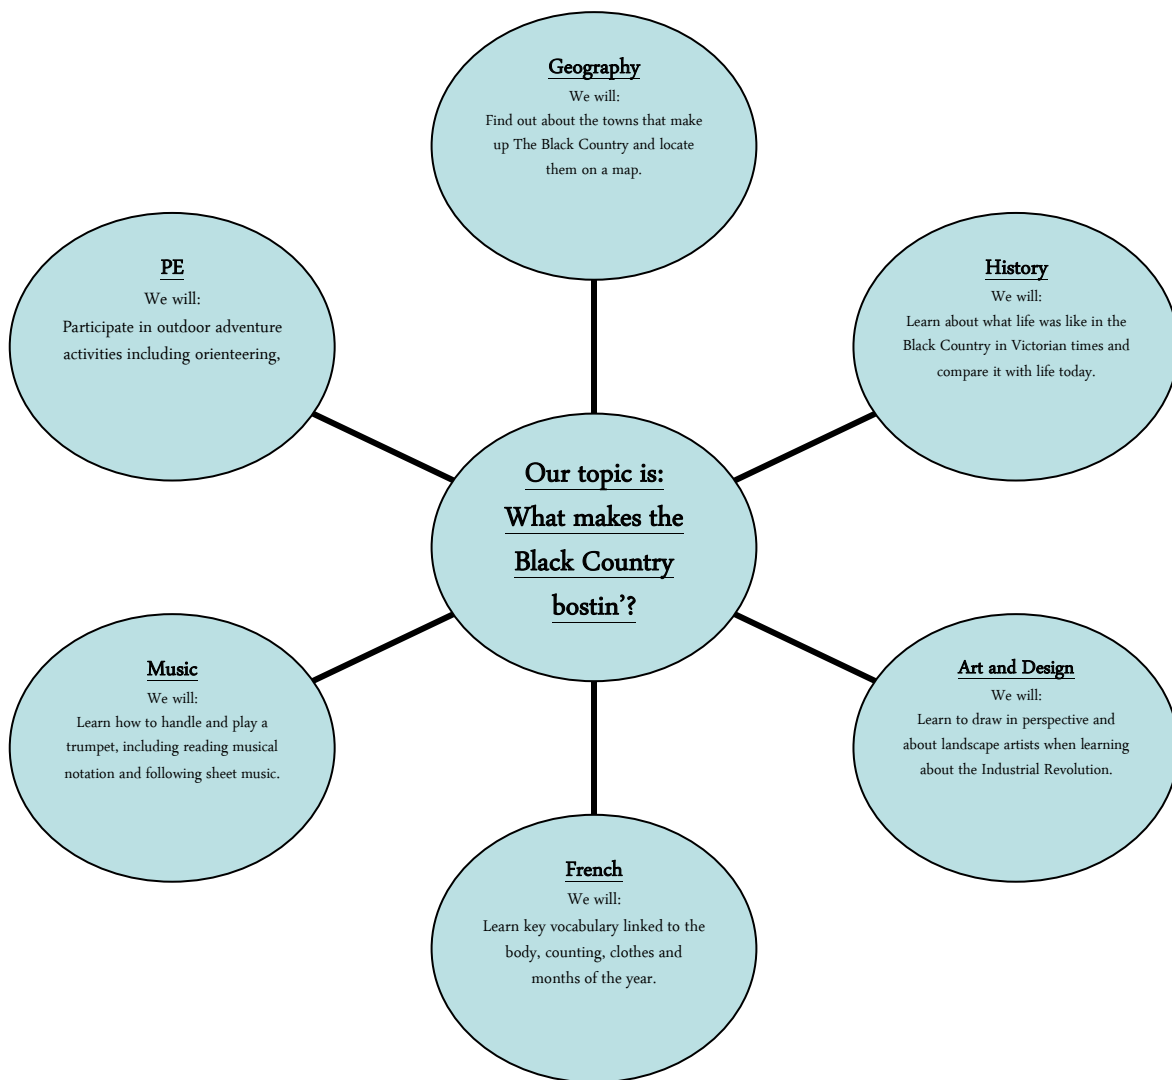 Geography
We will:
Find out about the towns that make
up The Black Country and locate
them on a map.
PE
We will:
Participate in outdoor adventure
activities including orienteering,
History
We will:
Learn about what life was like in the
Black Country in Victorian times and
compare it with life today.
Our topic is:
What makes the
Black Country
bostin’?
Music
We will:
Learn how to handle and play a
trumpet, including reading musical
notation and following sheet music.
Art and Design
We will:
Learn to draw in perspective and
about landscape artists when learning
about the Industrial Revolution.
French
We will:
Learn key vocabulary linked to the
body, counting, clothes and
months of the year.